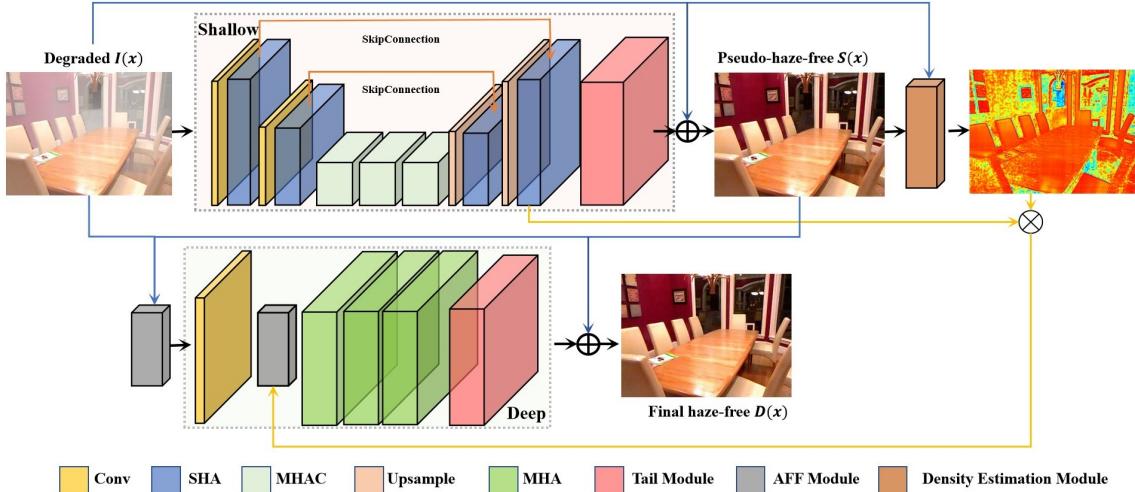 Shallow
SkipConnection
Degraded I(x)
Pseudo-haze-free S(x)
SkipConnection
Deep
Final haze-free D(x)
Conv
SHA
MHAC
Upsample
MHA
Tail Module
AFF Module
Density Estimation Module